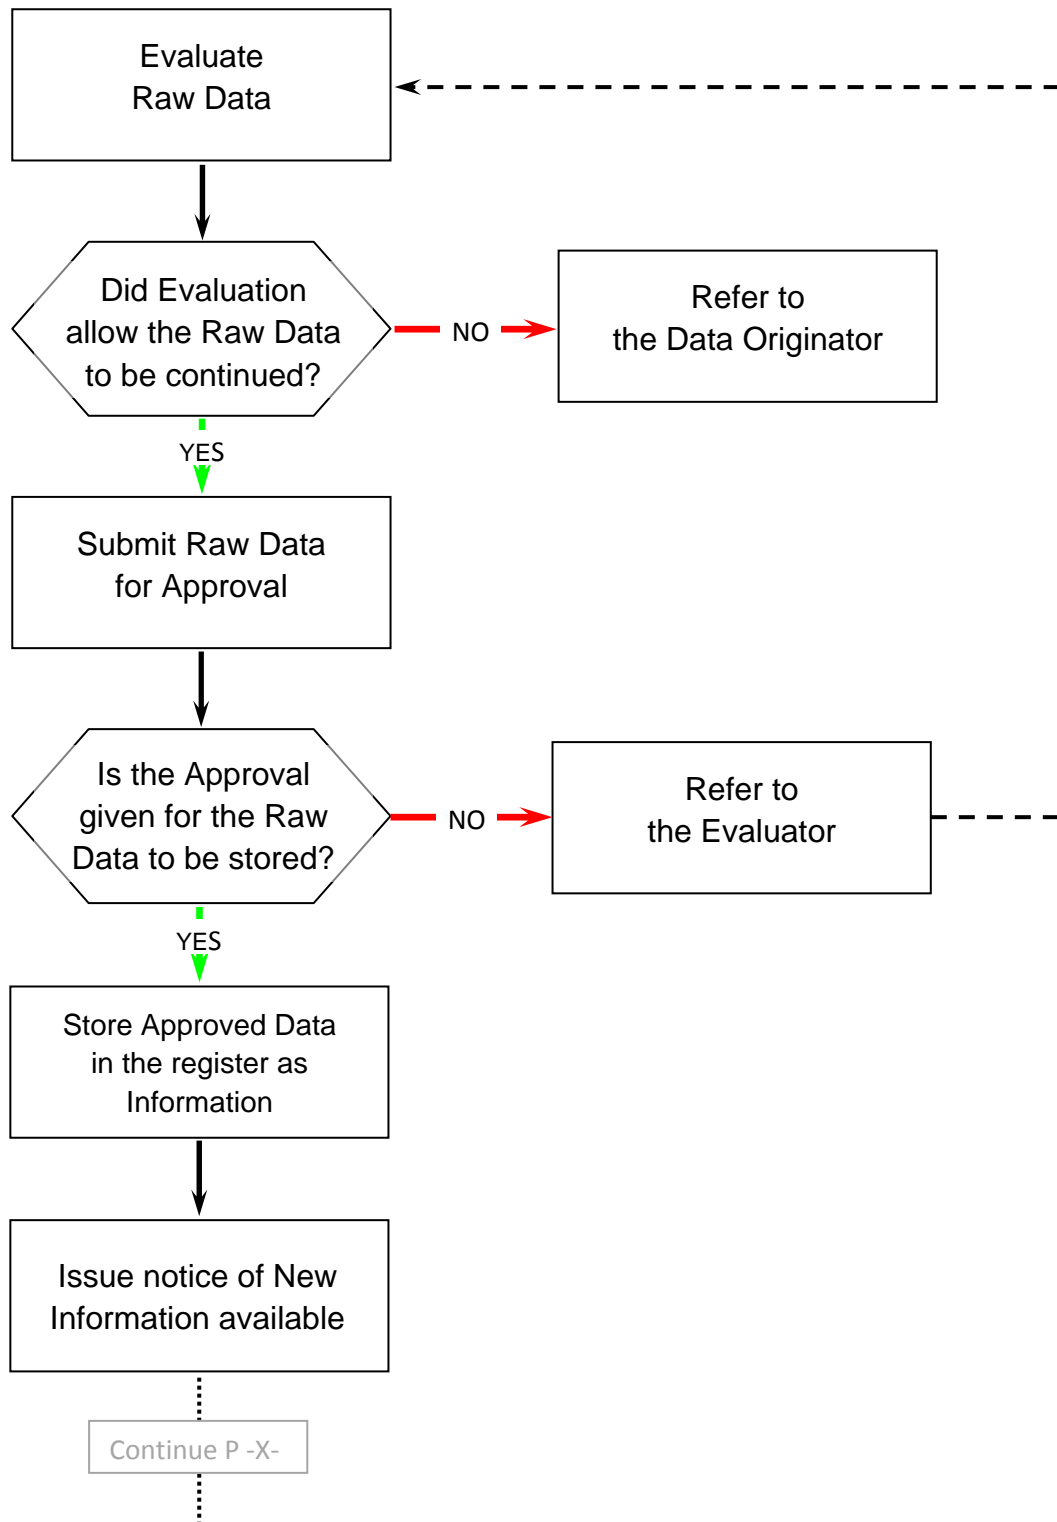 Evaluate
Raw Data
Did Evaluation
allow the Raw Data
to be continued?
NO
Refer to
the Data Originator
YES
Submit Raw Data
for Approval
Is the Approval
given for the Raw
Data to be stored?
NO
Refer to
the Evaluator
YES
Store Approved Data
in the register as
Information
Issue notice of New
Information available
Continue P -X-